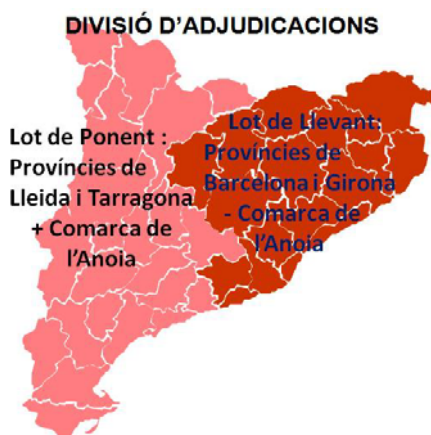 DIVISIÓ D'ADJUDICACIONS
Lot de Ponent :
Províncies de
Lleida i Tarragona
+ Comarca de
l'Anoia
Lot de Llevant:
Províncies de
Barcelona i Girona
- Comarca de
l'Anoia